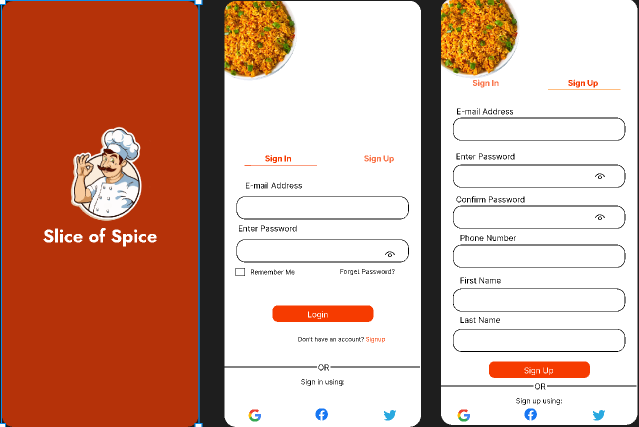 Slice of Spice
Sign In
Sign Up
E-mail Address
Enter Password
Remember Me
Forget Password?
Login
Don't have an account? Signup
OR
Sign in using:
Sign In
Sign Up
E-mail Address
Enter Password
Confirm Password
Phone Number
First Name
Last Name
Sign Up
OR
Sign up using: